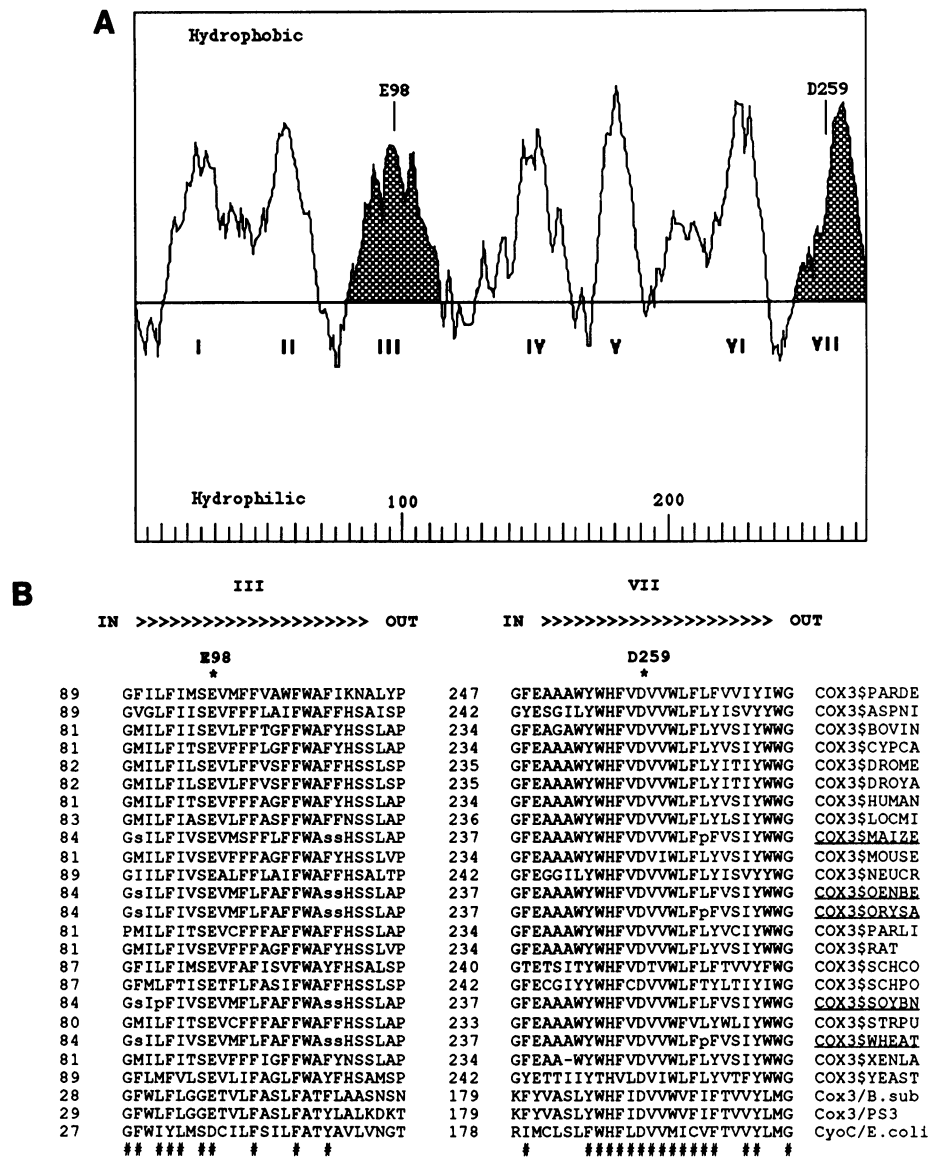 A
Hydrophobic
E98
D259
I II III IV V VI VII
Hydrophilic
100
200
B
III VII
IN >>>>>>>>>>>>>>>>>>>>> OUT IN >>>>>>>>>>>>>>>>>>>>> OUT
E98 D259
* *
89 GFILFIMSEVMFFVAWFWAFIKNALYP 247 GFEAAAWYWHFVDVVWLFLFVVIYIWG COX3$PARDE
89 GVGLFIISEVFFFLAIFWAFFHSAISP 242 GYESGILYWHFVDVVWLFLYISVYYWG COX3$ASPNI
81 GMILFIISEVLFFTGFFWAFYHSSLAP 234 GFEAGAWYWHFVDVVWLFLYVSIYWWG COX3$BOVIN
81 GMILFITSEVFFFLGFFWAFYHSSLAP 234 GFEAAAWYWHFVDVVWLFLYVSIYWWG COX3$CYPCA
82 GMILFILSEVLFFVSFFWAFFHSSLSP 235 GFEAAAWYWHFVDVVWLFLYITIYWWG COX3$DROME
82 GMILFILSEVLFFVSFFWAFFHSSLSP 235 GFEAAAWYWHFVDVVWLFLYITIYWWG COX3$DROYA
81 GMILFITSEVFFFAGFFWAFYHSSLAP 234 GFEAAAWYWHFVDVVWLFLYVSIYWWG COX3$HUMAN
83 GMILFIASEVLFFASFFWAFFNSSLAP 236 GFEAAAWYWHFVDVVWLFLYLSIYWWG COX3$LOCMI
84 GsILFIVSEVMSFFLFFWAssHSSLAP 237 GFEAAAWYWHFVDVVWLFpFVSIYWWG COX3$MAIZE
81 GMILFIVSEVFFFAGFFWAFYHSSLVP 234 GFEAAAWYWHFVDVIWLFLYVSIYWWG COX3$MOUSE
89 GIILFIVSEALFFLAIFWAFFHSALTP 242 GFEGGILYWHFVDVVWLFLYISVYYWG COX3$NEUCR
84 GsILFIVSEVMFLFAFFWAssHSSLAP 237 GFEAAAWYWHFVDVVWLFLFVSIYWWG COX3$OENBE
84 GsILFIVSEVMFLFAFFWAssHSSLAP 237 GFEAAAWYWHFVDVVWLFpFVSIYWWG COX3$ORYSA
81 PMILFITSEVCFFFAFFWAFFHSSLAP 234 GFEAAAWYWHFVDVVWLFLYVCIYWWG COX3$PARLI
81 GMILFIVSEVFFFAGFFWAFYHSSLVP 234 GFEAAAWYWHFVDVVWLFLYVSIYWWG COX3$RAT
87 GFILFIMSEVFAFISVFWAYFHSALSP 240 GTETSITYWHFVDTVWLFLFTVVYFWG COX3$SCHCO
87 GFMLFTISETFLFASIFWAFFHSSLAP 242 GFECGIYYWHFCDVVWLFTYLTIYIWG COX3$SCHPO
84 GsIpFIVSEVMFLFAFFWAssHSSLAP 237 GFEAAAWYWHFVDVVWLFLFVSIYWWG COX3$SOYBN
80 GMILFITSEVCFFFAFFWAFFHSSLAP 233 GFEAAAWYWHFVDVVWFVLYWLIYWWG COX3$STRPU
84 GsILFIVSEVMFLFAFFWAssHSSLAP 237 GFEAAAWYWHFVDVVWLFpFVSIYWWG COX3$WHEAT
81 GMILFITSEVFFFIGFFWAFYNSSLAP 234 GFEAA-WYWHFVDVVWLFLYVSIYWWG COX3$XENLA
89 GFLMFVLSEVLIFAGLFWAYFHSAMSP 242 GYETTIIYTHVLDVIWLFLYVTFYWWG COX3$YEAST
28 GFWLFLGGETVLFASLFATFLAASNSN 179 KFYVASLYWHFIDVVWVFIFTVVYLMG Cox3/B.sub
29 GFWLFLGGETVLFASLFATYLALKDKT 179 KFYVASLYWHFIDVVWVFIFTVVYLMG Cox3/PS3
27 GFWIYLMSDCILFSILFATYAVLVNGT 178 RIMCLSLFWHFLDVVMICVFTVVYLMG CyoC/E.coli
## ### ## # # # # ############ ## #